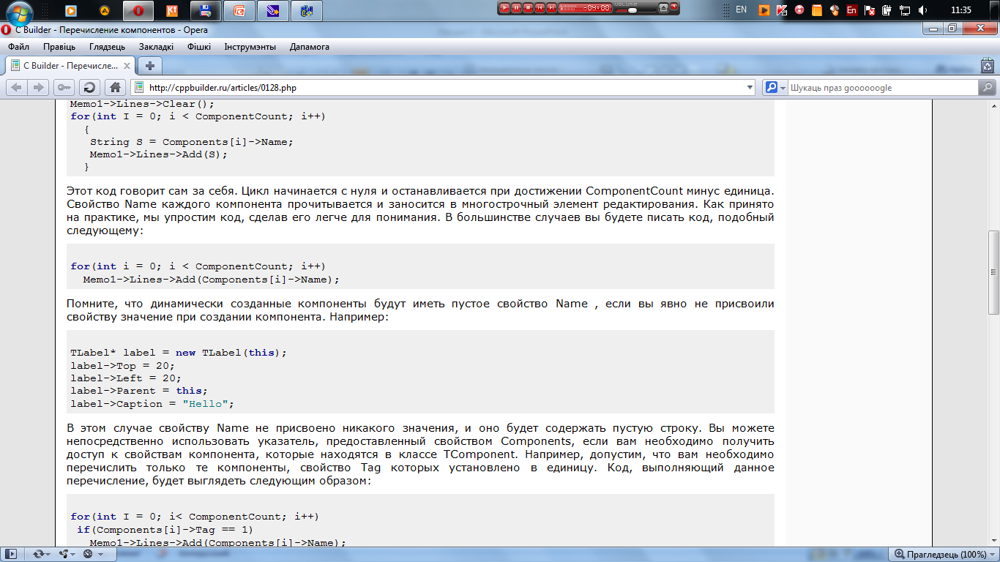 VOLUME
EN
-04:00
En
11:35
C Builder - Перечисление компонентов - Opera
Файл Правіць Глядзець Закладкі Фішкі Інструмэнты Дапамога
C Builder - Перечисле...
http://cppbuilder.ru/articles/0128.php
Шукаць праз goooooogle
Memo1->Lines->Clear();
for(int I = 0; i < ComponentCount; i++)
{
String S = Components[i]->Name;
Memo1->Lines->Add(S);
}
Этот код говорит сам за себя. Цикл начинается с нуля и останавливается при достижении ComponentCount минус единица.
Свойство Name каждого компонента прочитывается и заносится в многострочный элемент редактирования. Как принято
на практике, мы упростим код, сделав его легче для понимания. В большинстве случаев вы будете писать код, подобный
следующему:
for(int i = 0; i < ComponentCount; i++)
Memo1->Lines->Add(Components[i]->Name);
Помните, что динамически созданные компоненты будут иметь пустое свойство Name , если вы явно не присвоили
свойству значение при создании компонента. Например:
TLabel* label = new TLabel(this);
label->Top = 20;
label->Left = 20;
label->Parent = this;
label->Caption = "Hello";
В этом случае свойству Name не присвоено никакого значения, и оно будет содержать пустую строку. Вы можете
непосредственно использовать указатель, предоставленный свойством Components, если вам необходимо получить
доступ к свойствам компонента, которые находятся в классе TComponent. Например, допустим, что вам необходимо
перечислить только те компоненты, свойство Tag которых установлено в единицу. Код, выполняющий данное
перечисление, будет выглядеть следующим образом:
for(int I = 0; i< ComponentCount; i++)
if(Components[i]->Tag == 1)
Memo1->Lines->Add(Components[i]->Name);
Прагледзець (100%)